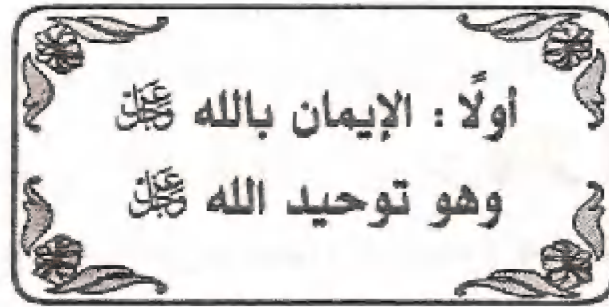 أولًا : الإيمان بالله عَزَّوَجَلَّ
وهو توحيد الله عَزَّوَجَلَّ